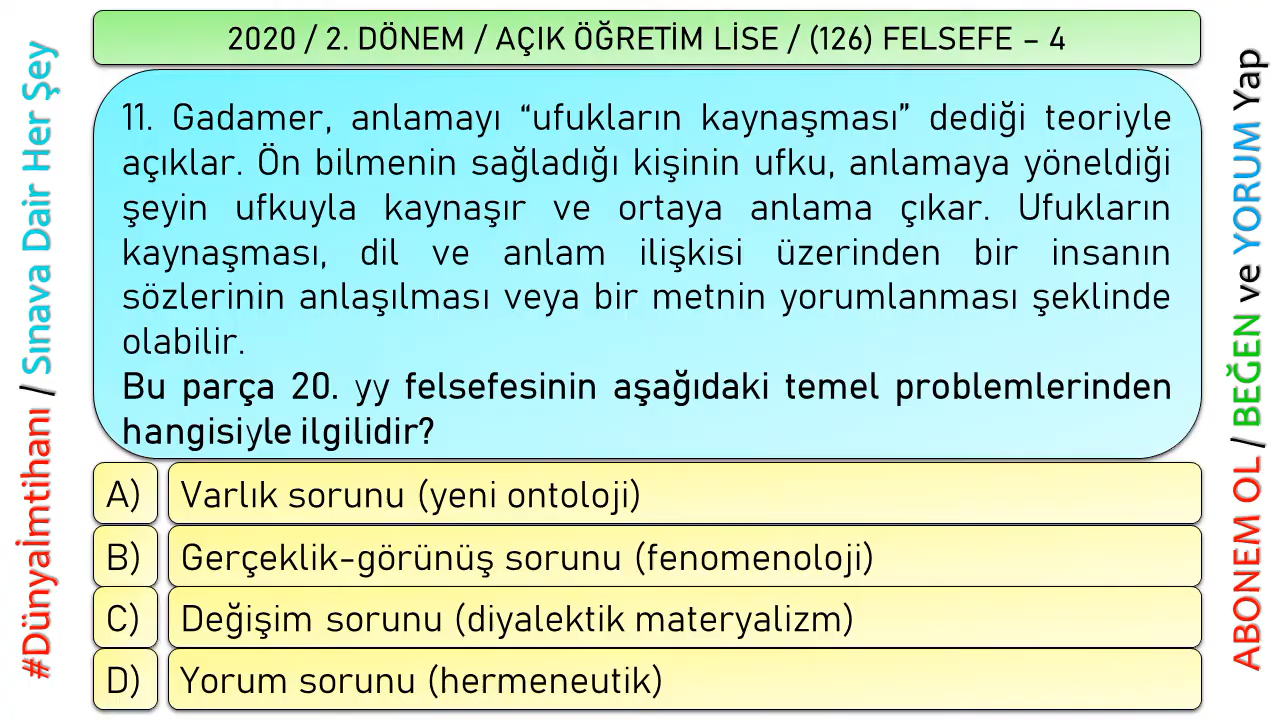 2020 / 2. DÖNEM / AÇIK ÖĞRETİM LİSE / (126) FELSEFE – 4
11. Gadamer, anlamayı “ufukların kaynaşması” dediği teoriyle
açıklar. Ön bilmenin sağladığı kişinin ufku, anlamaya yöneldiği
şeyin ufkuyla kaynaşır ve ortaya anlama çıkar. Ufukların
kaynaşması, dil ve anlam ilişkisi üzerinden bir insanın
sözlerinin anlaşılması veya bir metnin yorumlanması şeklinde
olabilir.
Bu parça 20. yy felsefesinin aşağıdaki temel problemlerinden
hangisiyle ilgilidir?
A) Varlık sorunu (yeni ontoloji)
B) Gerçeklik-görünüş sorunu (fenomenoloji)
C) Değişim sorunu (diyalektik materyalizm)
D) Yorum sorunu (hermeneutik)
#Dünyaİmtihanı / Sınava Dair Her Şey
ABONEM OL / BEĞEN ve YORUM Yap